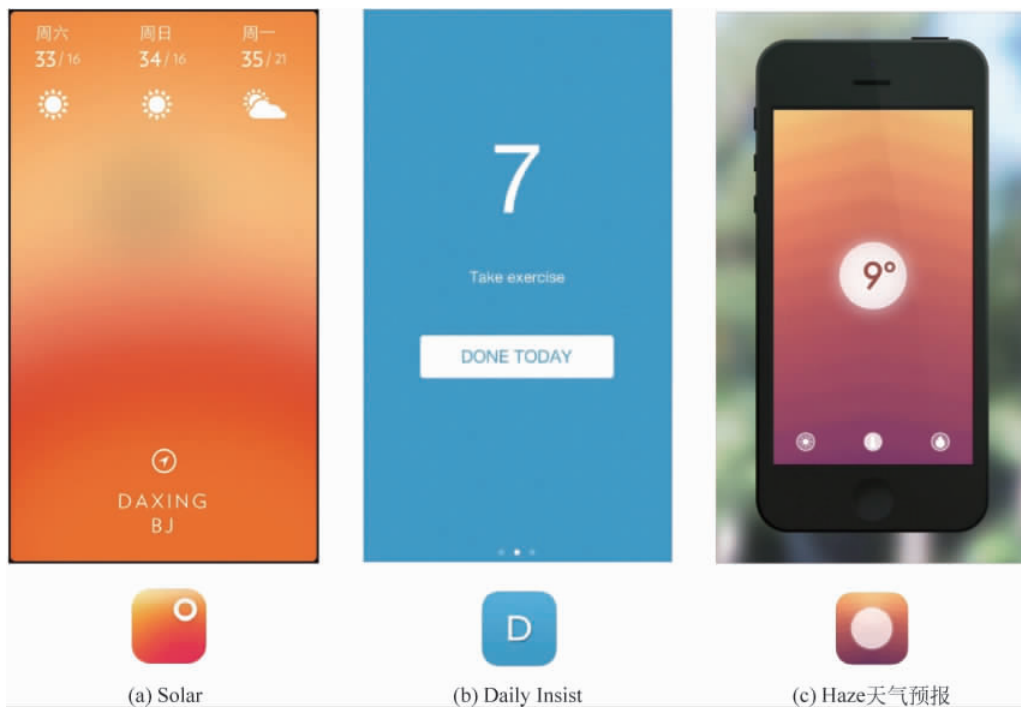 周六 周日 周一
33/16 34/16 35/21
DAXING
BJ
7
Take exercise
DONE TODAY
9°
D
(a) Solar
(b) Daily Insist
(c) Haze天气预报